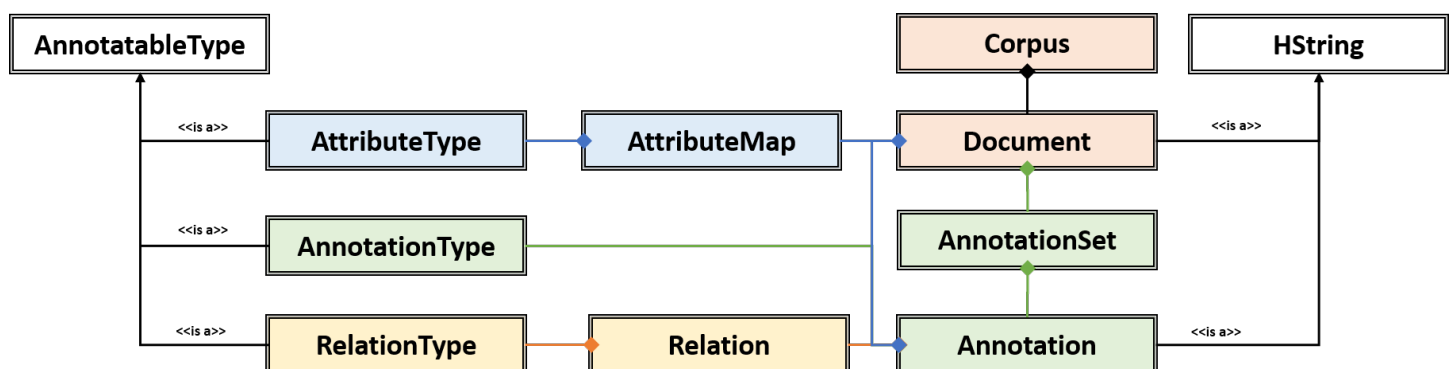 AnnotatableType
Corpus
HString
<<is a>>
AttributeType
AttributeMap
Document
<<is a>>
<<is a>>
AnnotationType
AnnotationSet
<<is a>>
RelationType
Relation
Annotation
<<is a>>